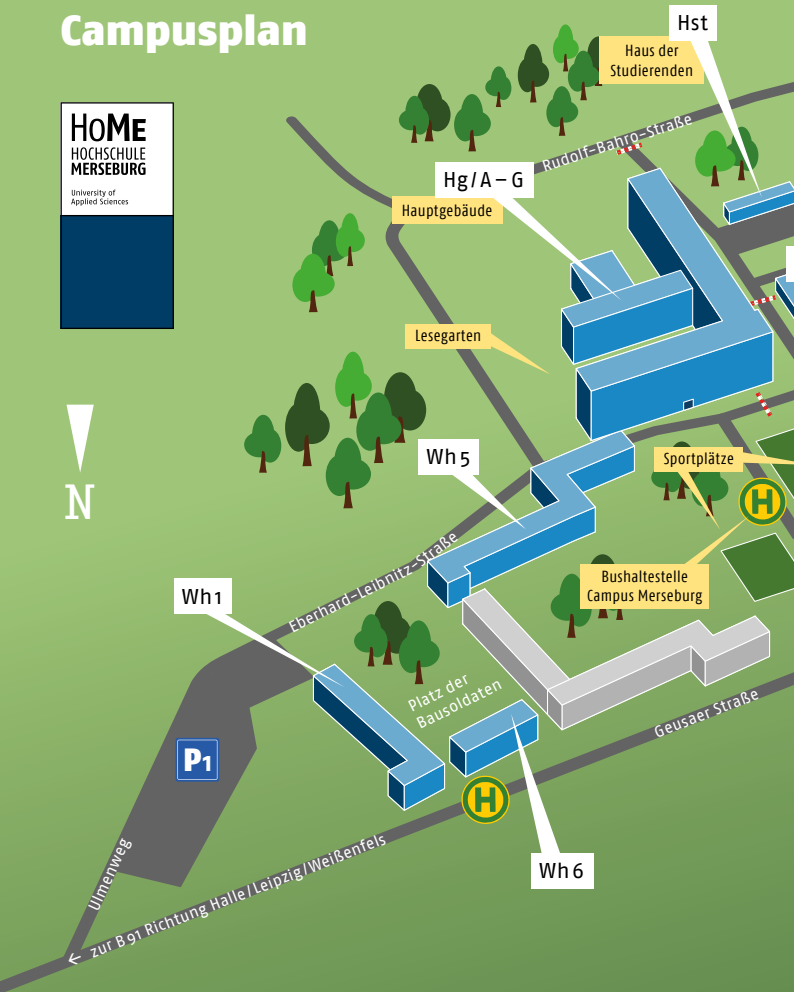 Campusplan
HOME
HOCHSCHULE
MERSEBURG
University of
Applied Sciences
Hst
Haus der
Studierenden
Rudolf-Bahro-Straße
Hg/A – G
Hauptgebäude
Lesegarten
N
Wh 5
Sportplätze
H
Eberhard-Leibnitz-Straße
Bushaltestelle
Campus Merseburg
Wh 1
Platz der
Bausoldaten
Geusaer Straße
P1
H
Ulmenweg
← zur B 91 Richtung Halle/Leipzig/Weißenfels
Wh 6